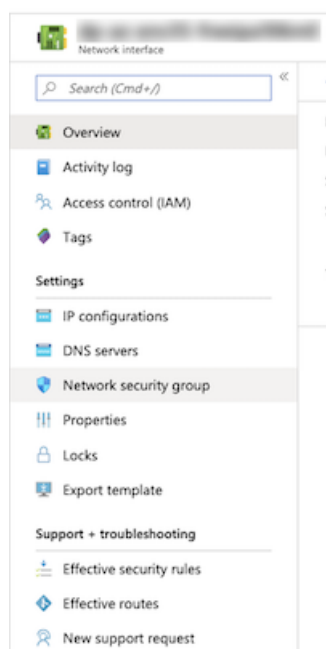 Network interface
Search (Cmd+/)
Overview
Activity log
Access control (IAM)
Tags
Settings
IP configurations
DNS servers
Network security group
Properties
Locks
Export template
Support + troubleshooting
Effective security rules
Effective routes
New support request